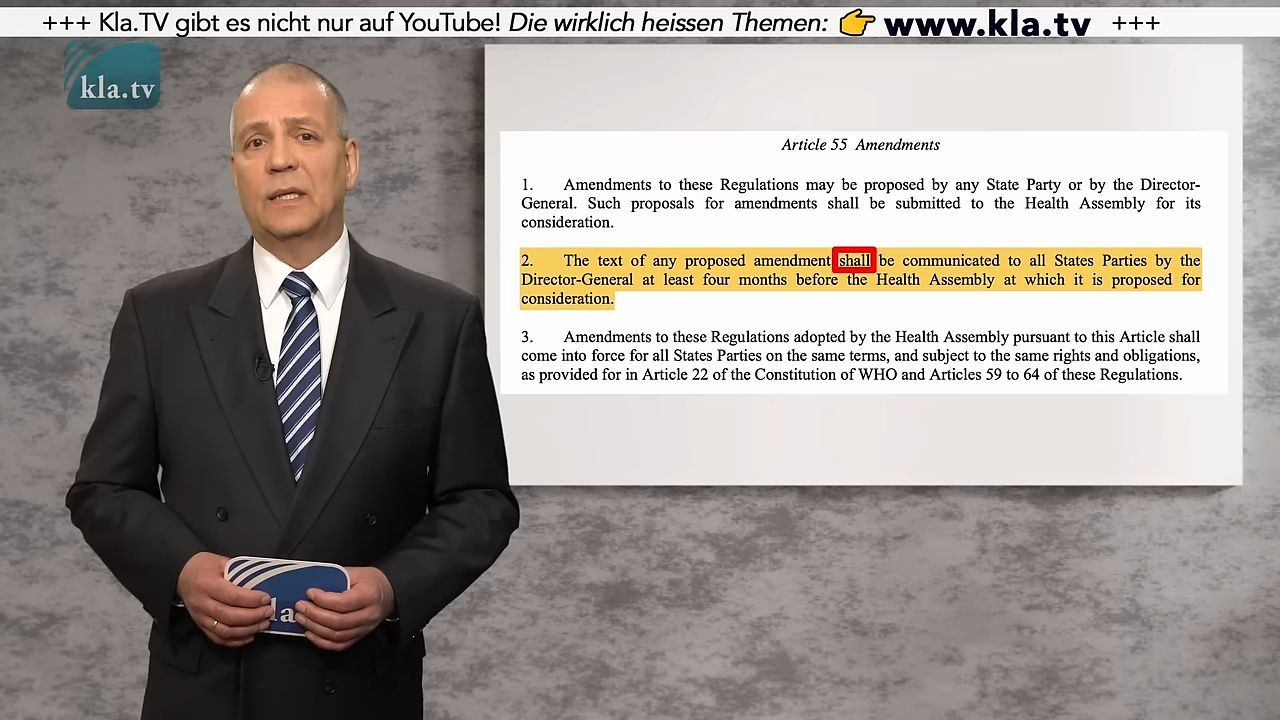 +++ Kla.TV gibt es nicht nur auf YouTube! Die wirklich heissen Themen: 👉 www.kla.tv +++
kla.tv
Article 55 Amendments
1. Amendments to these Regulations may be proposed by any State Party or by the Director-
General. Such proposals for amendments shall be submitted to the Health Assembly for its
consideration.
2. The text of any proposed amendment shall be communicated to all States Parties by the
Director-General at least four months before the Health Assembly at which it is proposed for
consideration.
3. Amendments to these Regulations adopted by the Health Assembly pursuant to this Article shall
come into force for all States Parties on the same terms, and subject to the same rights and obligations,
as provided for in Article 22 of the Constitution of WHO and Articles 59 to 64 of these Regulations.
la